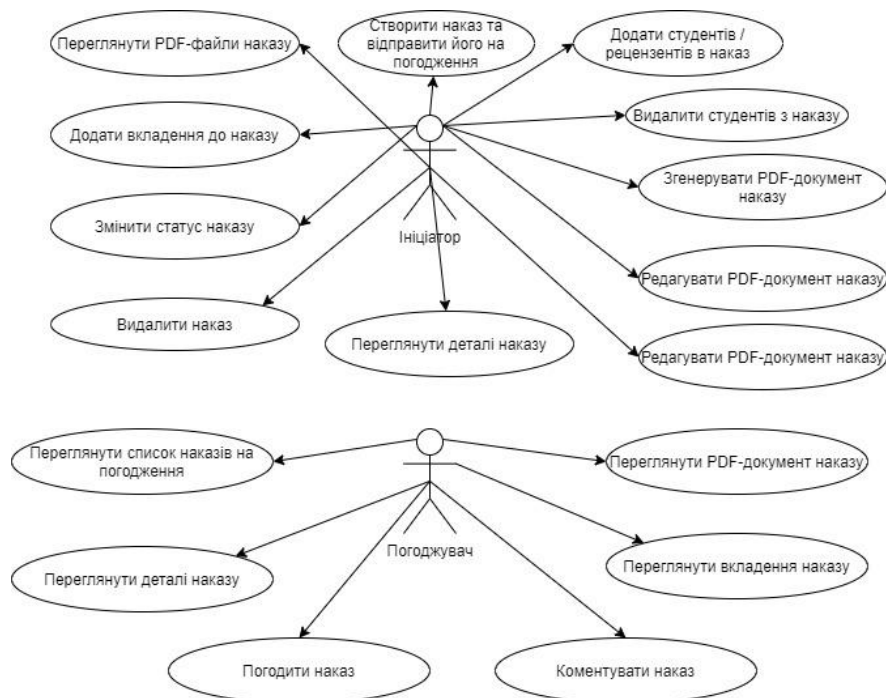 Переглянути PDF-файли наказу
Створити наказ та
відправити його на
погодження
Додати студентів /
рецензентів в наказ
Додати вкладення до наказу
Видалити студентів з наказу
Згенерувати PDF-документ
наказу
Змінити статус наказу
Ініціатор
Редагувати PDF-документ наказу
Видалити наказ
Переглянути деталі наказу
Редагувати PDF-документ наказу
Переглянути список наказів на
погодження
Переглянути PDF-документ наказу
Погоджувач
Переглянути деталі наказу
Переглянути вкладення наказу
Погодити наказ
Коментувати наказ